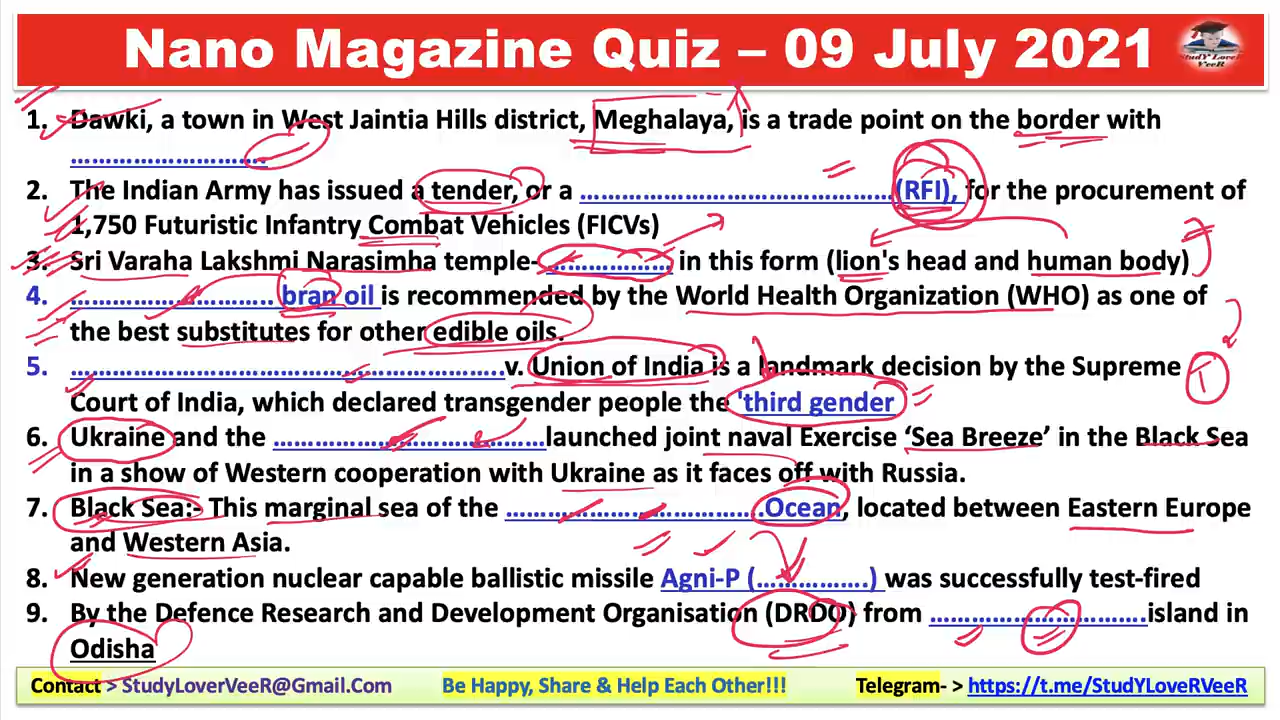 Nano Magazine Quiz – 09 July 2021
StudY LoveR
VeeR
1. Dawki, a town in West Jaintia Hills district, Meghalaya, is a trade point on the border with
………………………..
2. The Indian Army has issued a tender, or a ……………………………………….(RFI), for the procurement of
1,750 Futuristic Infantry Combat Vehicles (FICVs)
3. Sri Varaha Lakshmi Narasimha temple- ……………… in this form (lion's head and human body)
4. ………………………… bran oil is recommended by the World Health Organization (WHO) as one of
the best substitutes for other edible oils.
5. ………………………………………………………..v. Union of India is a landmark decision by the Supreme
Court of India, which declared transgender people the 'third gender
6. Ukraine and the …………………………………launched joint naval Exercise ‘Sea Breeze’ in the Black Sea
in a show of Western cooperation with Ukraine as it faces off with Russia.
7. Black Sea:- This marginal sea of the ………………………………..Ocean, located between Eastern Europe
and Western Asia.
8. New generation nuclear capable ballistic missile Agni-P (…………….) was successfully test-fired
9. By the Defence Research and Development Organisation (DRDO) from ………………………….island in
Odisha
Contact > StudyLoverVeeR@Gmail.Com Be Happy, Share & Help Each Other!!! Telegram- > https://t.me/StudYLoveRVeeR